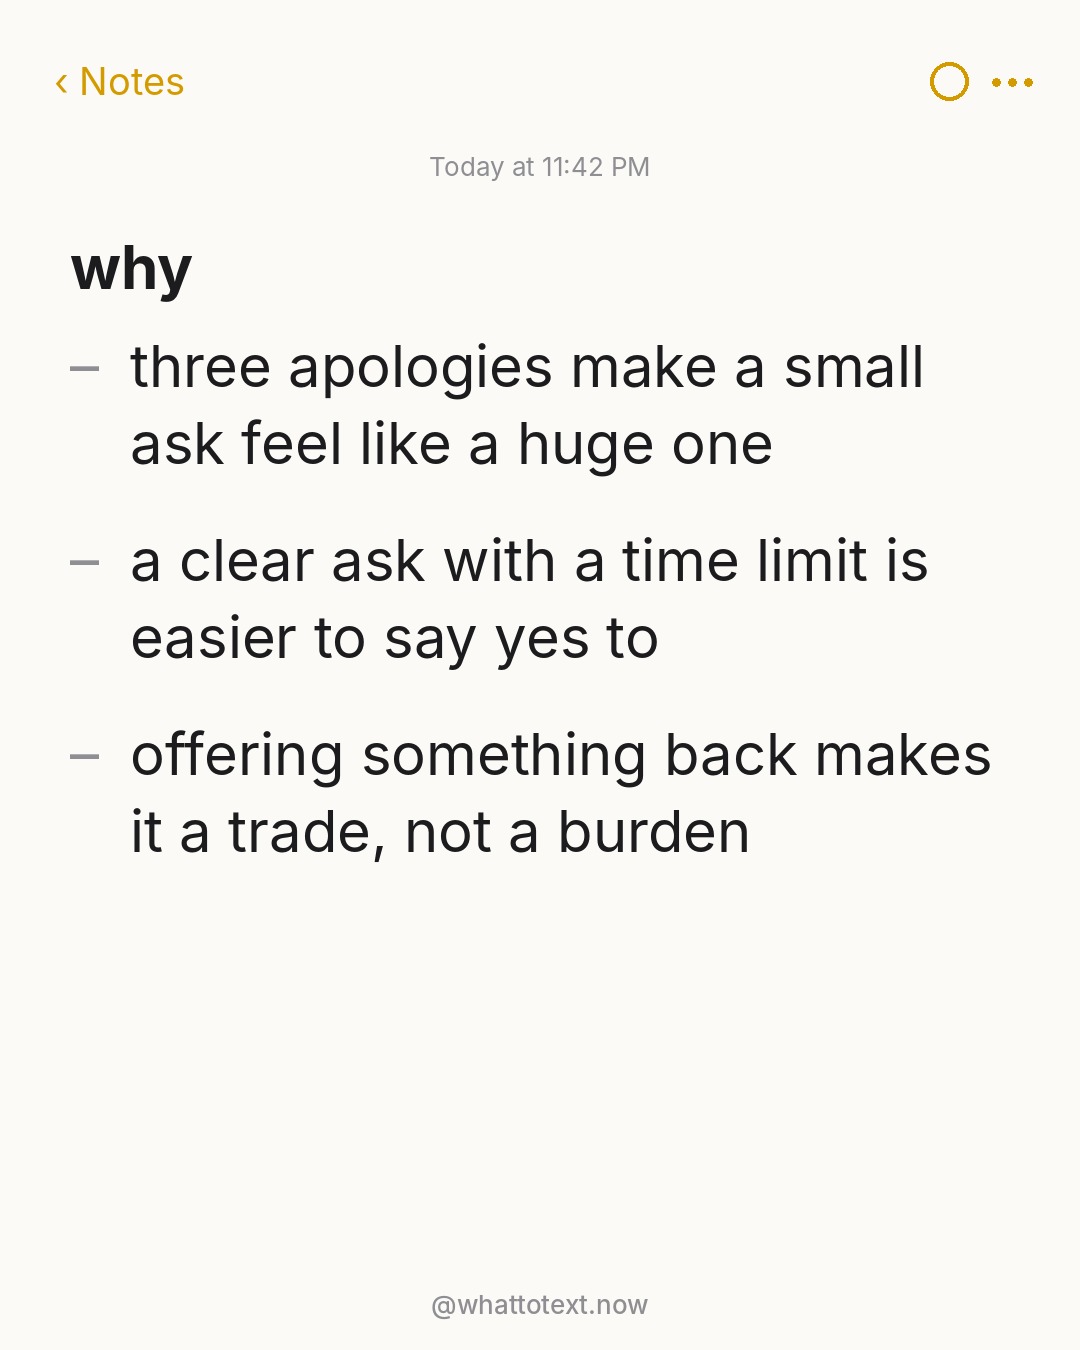 ‹ Notes
Today at 11:42 PM
why
– three apologies make a small
ask feel like a huge one
– a clear ask with a time limit is
easier to say yes to
– offering something back makes
it a trade, not a burden
@whattotext.now